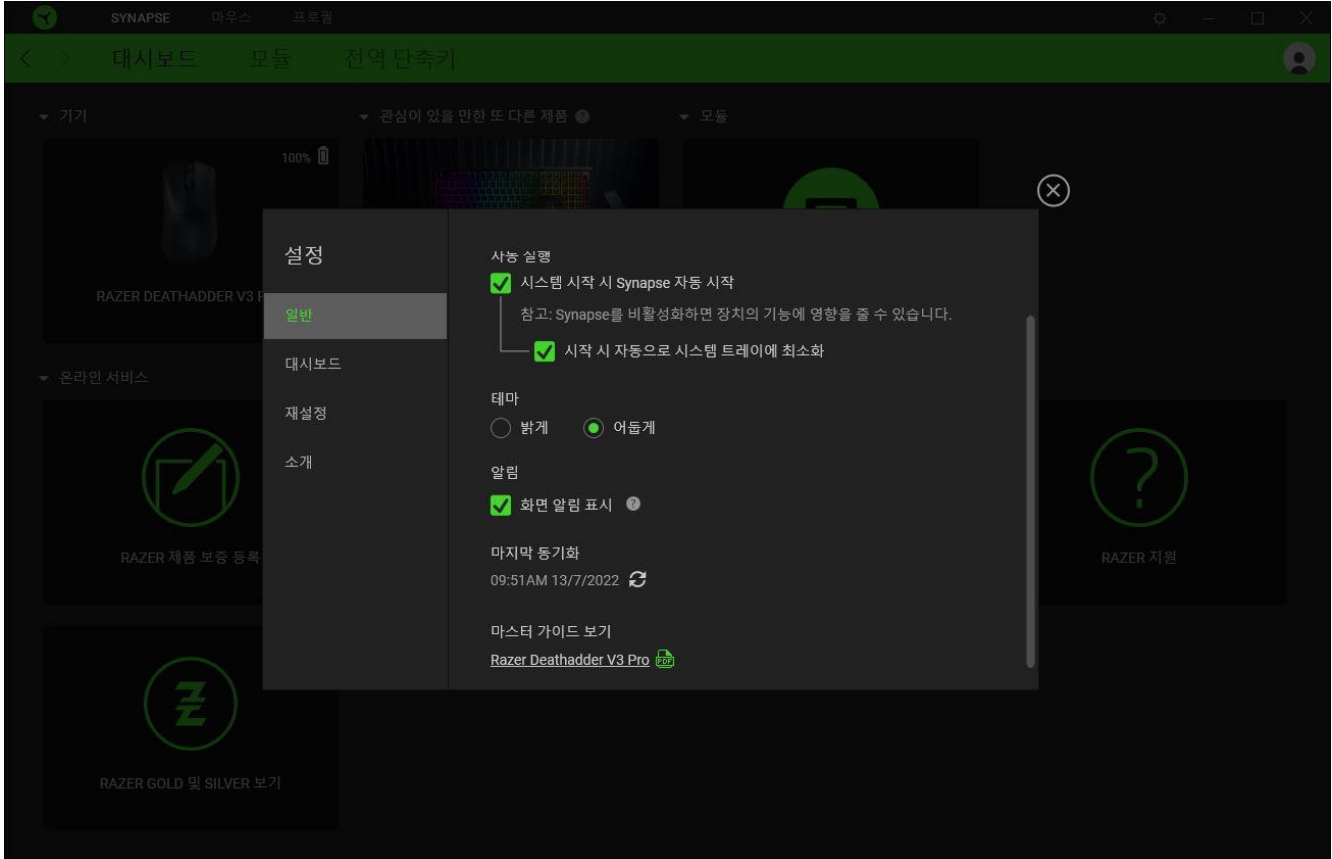 SYNAPSE 마우스 프로필
대시보드 모듈 전역 단축키
기기 관심이 있을 만한 또 다른 제품 모듈
100%
RAZER DEATHADDER V3
온라인 서비스
RAZER 제품 보증 등록
RAZER 지원
RAZER GOLD 및 SILVER 보기
설정
일반
대시보드
재설정
소개
실행
시스템 시작 시 Synapse 자동 시작
참고: Synapse를 비활성화하면 장치의 기능에 영향을 줄 수 있습니다.
시작 시 자동으로 시스템 트레이에 최소화
테마
밝게 어둡게
알림
화면 알림 표시 ?
마지막 동기화
09:51AM 13/7/2022
마스터 가이드 보기
Razer Deathadder V3 Pro PDF